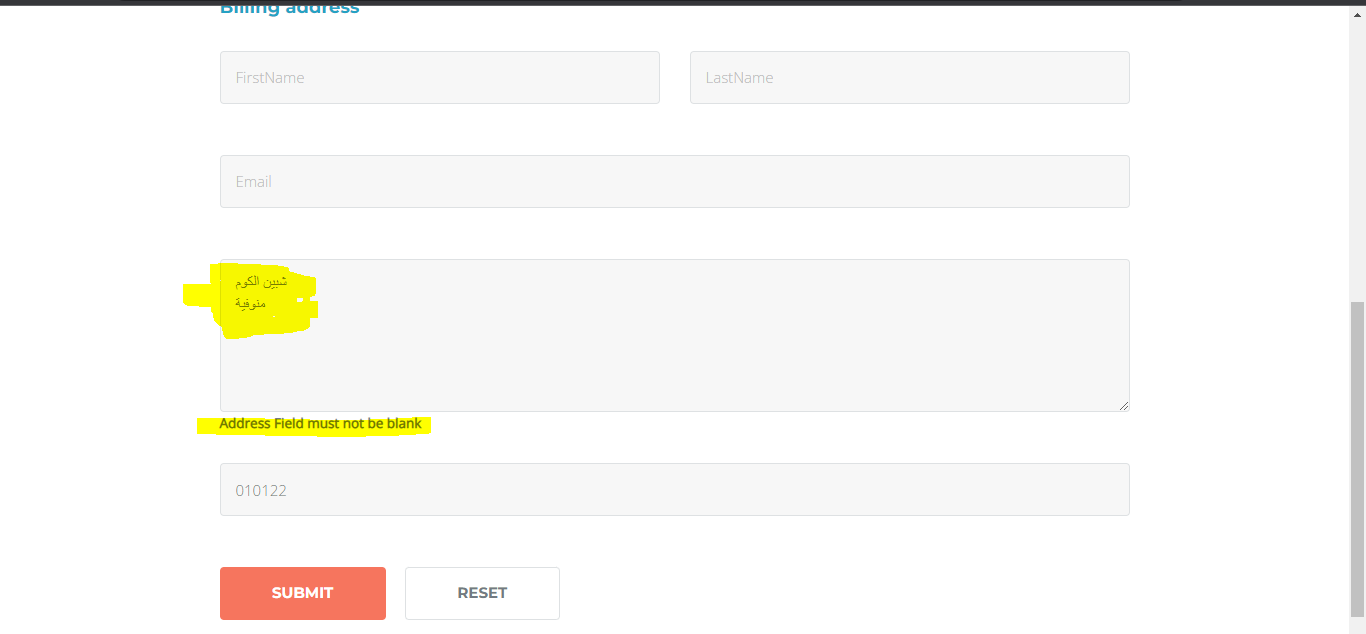 Billing address
FirstName
LastName
Email
شبين الكوم
منوفية
Address Field must not be blank
010122
SUBMIT
RESET